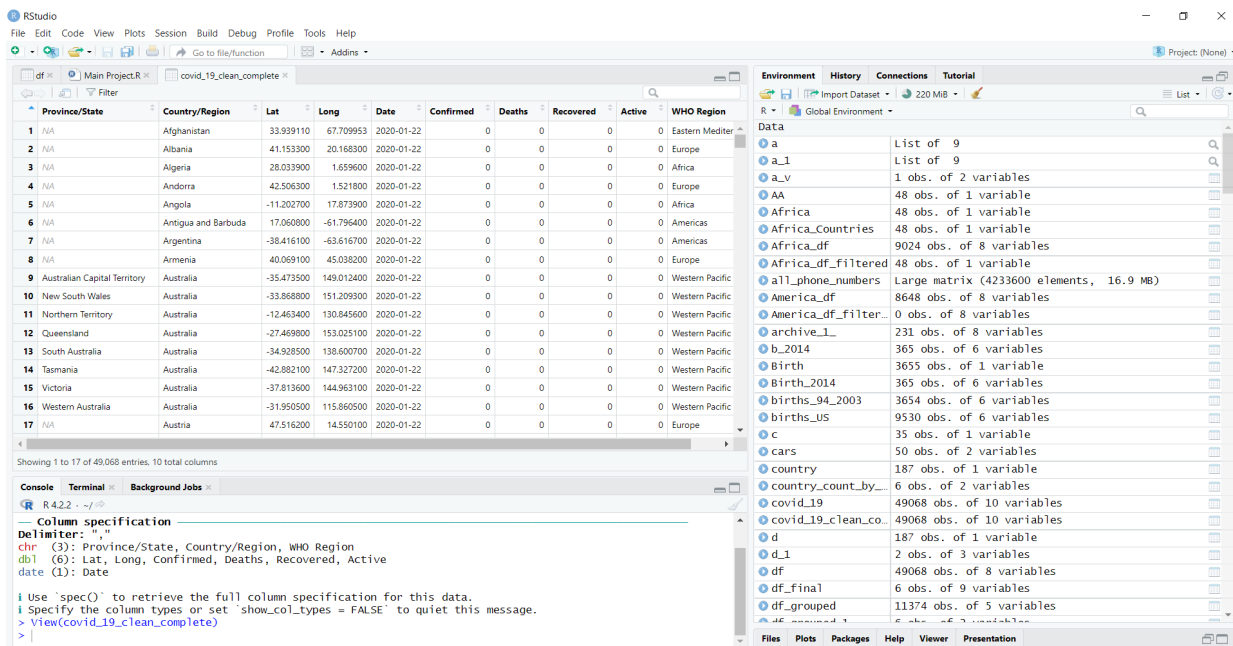 RStudio
File Edit Code View Plots Session Build Debug Profile Tools Help
Go to file/function Addins Project: (None)
df Main Project.R covid_19_clean_complete
Filter
Province/State Country/Region Lat Long Date Confirmed Deaths Recovered Active WHO Region
1 NA Afghanistan 33.939110 67.709953 2020-01-22 0 0 0 0 Eastern Mediter
2 NA Albania 41.153300 20.168300 2020-01-22 0 0 0 0 Europe
3 NA Algeria 28.033900 1.659600 2020-01-22 0 0 0 0 Africa
4 NA Andorra 42.506300 1.521800 2020-01-22 0 0 0 0 Europe
5 NA Angola -11.202700 17.873900 2020-01-22 0 0 0 0 Africa
6 NA Antigua and Barbuda 17.060800 -61.796400 2020-01-22 0 0 0 0 Americas
7 NA Argentina -38.416100 -63.616700 2020-01-22 0 0 0 0 Americas
8 NA Armenia 40.069100 45.038200 2020-01-22 0 0 0 0 Europe
9 Australian Capital Territory Australia -35.473500 149.012400 2020-01-22 0 0 0 0 Western Pacific
10 New South Wales Australia -33.868800 151.209300 2020-01-22 0 0 0 0 Western Pacific
11 Northern Territory Australia -12.463400 130.845600 2020-01-22 0 0 0 0 Western Pacific
12 Queensland Australia -27.469800 153.025100 2020-01-22 0 0 0 0 Western Pacific
13 South Australia Australia -34.928500 138.600700 2020-01-22 0 0 0 0 Western Pacific
14 Tasmania Australia -42.882100 147.327200 2020-01-22 0 0 0 0 Western Pacific
15 Victoria Australia -37.813600 144.963100 2020-01-22 0 0 0 0 Western Pacific
16 Western Australia Australia -31.950500 115.860500 2020-01-22 0 0 0 0 Western Pacific
17 NA Austria 47.516200 14.550100 2020-01-22 0 0 0 0 Europe
Showing 1 to 17 of 49,068 entries, 10 total columns
Console Terminal Background Jobs
R 4.2.2 · ~/
— Column specification —
Delimiter: ","
chr (3): Province/State, Country/Region, WHO Region
dbl (6): Lat, Long, Confirmed, Deaths, Recovered, Active
date (1): Date
i Use `spec()` to retrieve the full column specification for this data.
i Specify the column types or set `show_col_types = FALSE` to quiet this message.
> View(covid_19_clean_complete)
>
Environment History Connections Tutorial
Import Dataset 220 MiB List
R Global Environment
Data
a List of 9
a_1 List of 9
a_v 1 obs. of 2 variables
AA 48 obs. of 1 variable
Africa 48 obs. of 1 variable
Africa_Countries 48 obs. of 1 variable
Africa_df 9024 obs. of 8 variables
Africa_df_filtered 48 obs. of 1 variable
all_phone_numbers Large matrix (4233600 elements, 16.9 MB)
America_df 8648 obs. of 8 variables
America_df_filter… 0 obs. of 8 variables
archive_1_ 231 obs. of 8 variables
b_2014 365 obs. of 6 variables
Birth 3655 obs. of 1 variable
Birth_2014 365 obs. of 6 variables
births_94_2003 3654 obs. of 6 variables
births_US 9530 obs. of 6 variables
c 35 obs. of 1 variable
cars 50 obs. of 2 variables
country 187 obs. of 1 variable
country_count_by_… 6 obs. of 2 variables
covid_19 49068 obs. of 10 variables
covid_19_clean_co… 49068 obs. of 10 variables
d 187 obs. of 1 variable
d_1 2 obs. of 3 variables
df 49068 obs. of 8 variables
df_final 6 obs. of 9 variables
df_grouped 11374 obs. of 5 variables
Files Plots Packages Help Viewer Presentation